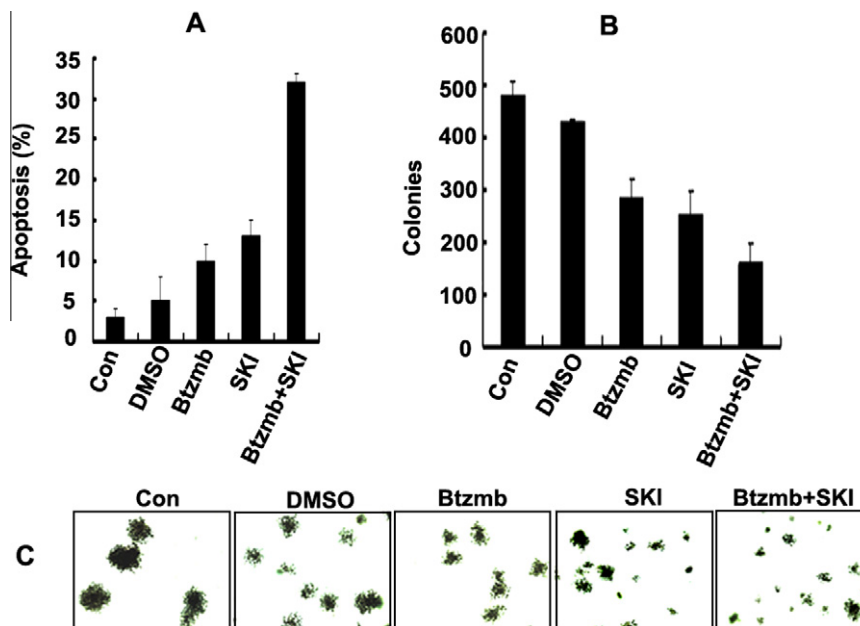 A
Apoptosis (%)
35
30
25
20
15
10
5
0
Con
DMSO
Btzmb
SKI
Btzmb+SKI
B
Colonies
600
500
400
300
200
100
0
Con
DMSO
Btzmb
SKI
Btzmb+SKI
C
Con
DMSO
Btzmb
SKI
Btzmb+SKI